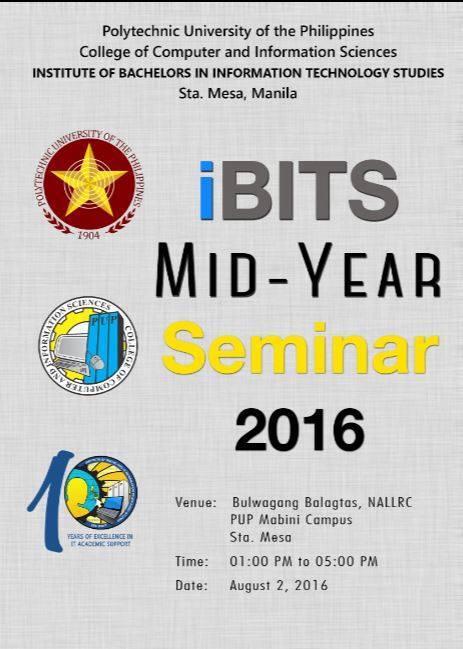 Polytechnic University of the Philippines
College of Computer and Information Sciences
INSTITUTE OF BACHELORS IN INFORMATION TECHNOLOGY STUDIES
Sta. Mesa, Manila
POLYTECHNIC UNIVERSITY OF THE PHILIPPINES
1904
iBITS
MID-YEAR
Seminar
2016
COLLEGE OF COMPUTER AND INFORMATION SCIENCES
PUP
10
YEARS OF EXCELLENCE IN
IT ACADEMIC SUPPORT
Venue: Bulwagang Balagtas, NALLRC
PUP Mabini Campus
Sta. Mesa
Time: 01:00 PM to 05:00 PM
Date: August 2, 2016